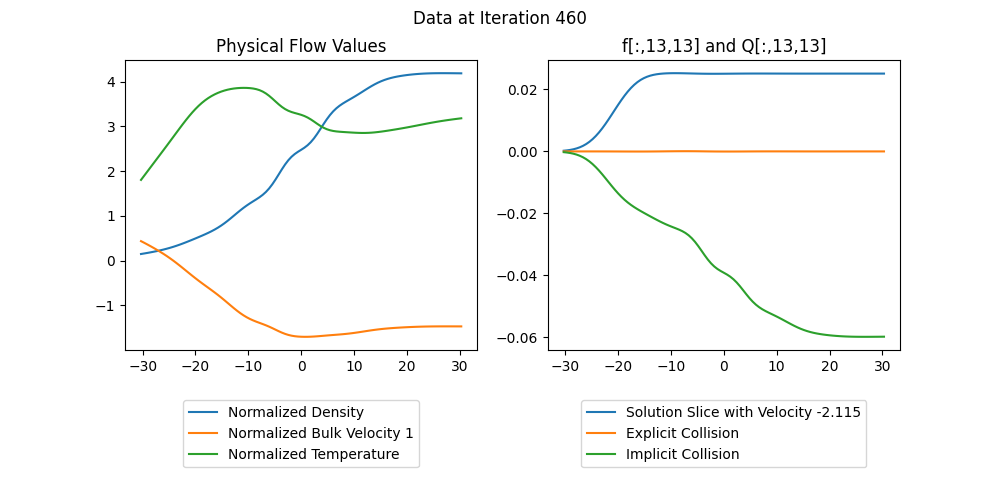 Data at Iteration 460
Physical Flow Values
4
3
2
1
0
−1
−30
−20
−10
0
10
20
30
Normalized Density
Normalized Bulk Velocity 1
Normalized Temperature
f[:,13,13] and Q[:,13,13]
0.02
0.00
−0.02
−0.04
−0.06
−30
−20
−10
0
10
20
30
Solution Slice with Velocity -2.115
Explicit Collision
Implicit Collision